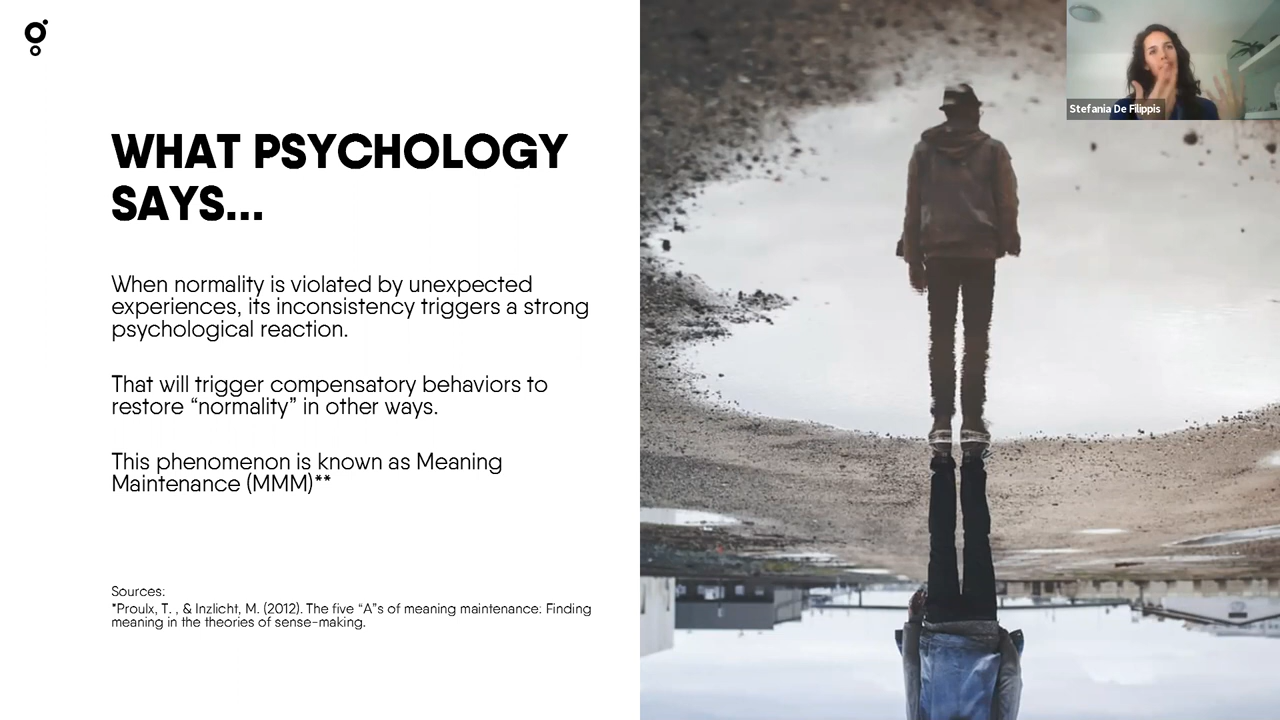 WHAT PSYCHOLOGY
SAYS...
When normality is violated by unexpected
experiences, its inconsistency triggers a strong
psychological reaction.
That will trigger compensatory behaviors to
restore “normality” in other ways.
This phenomenon is known as Meaning
Maintenance (MMM)**
Sources:
*Proulx, T. , & Inzlicht, M. (2012). The five “A”s of meaning maintenance: Finding
meaning in the theories of sense-making.
Stefania De Filippis